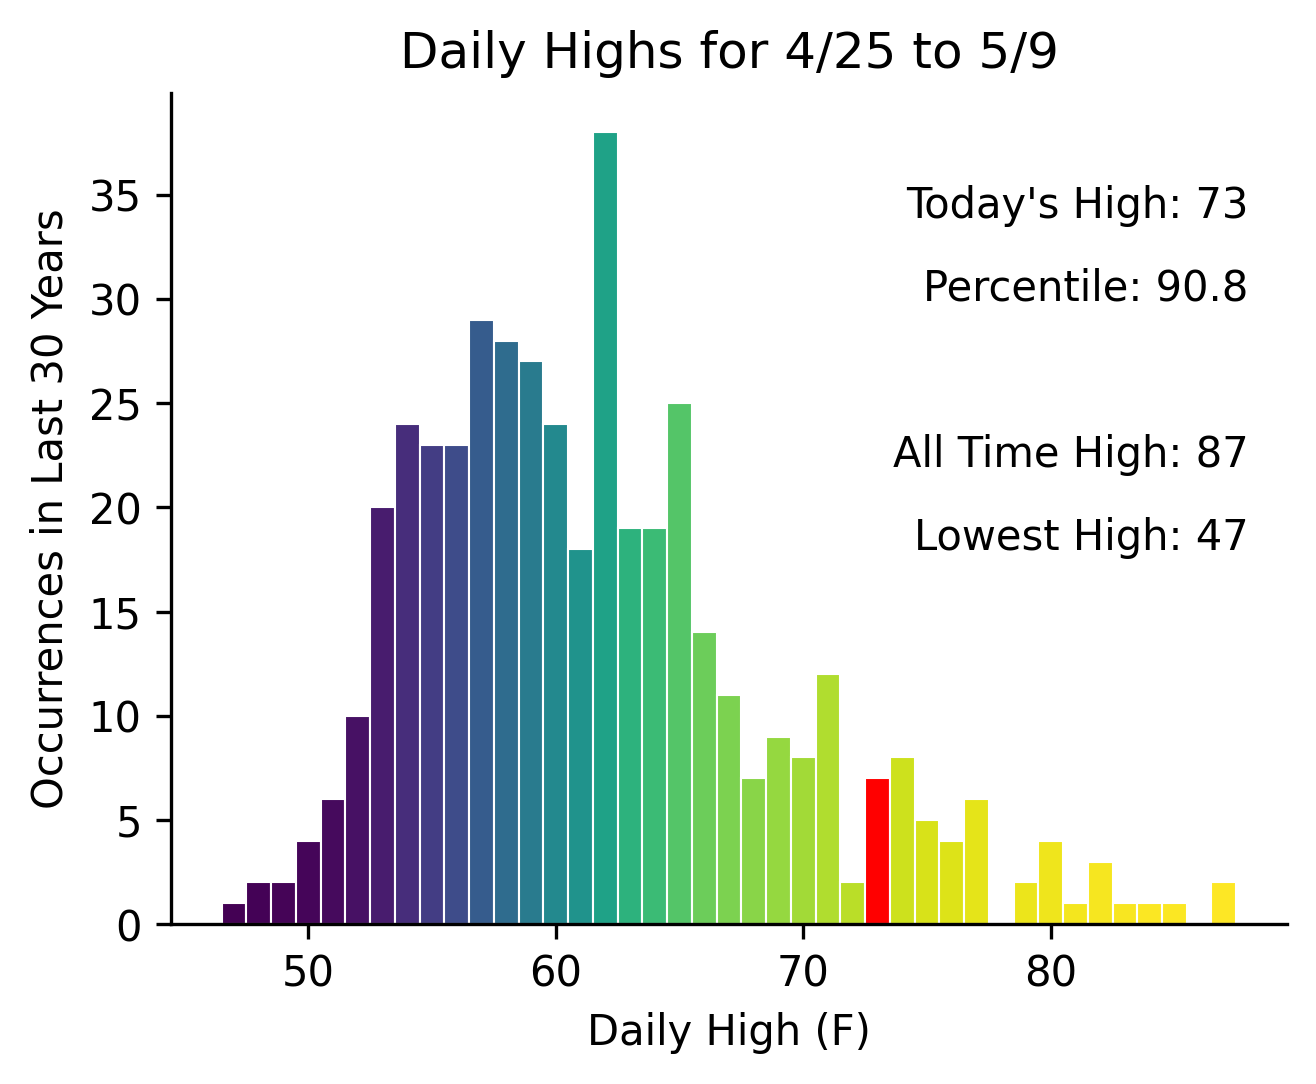 Daily Highs for 4/25 to 5/9
Occurrences in Last 30 Years
35
30
25
20
15
10
5
0
Today's High: 73
Percentile: 90.8
All Time High: 87
Lowest High: 47
50 60 70 80
Daily High (F)